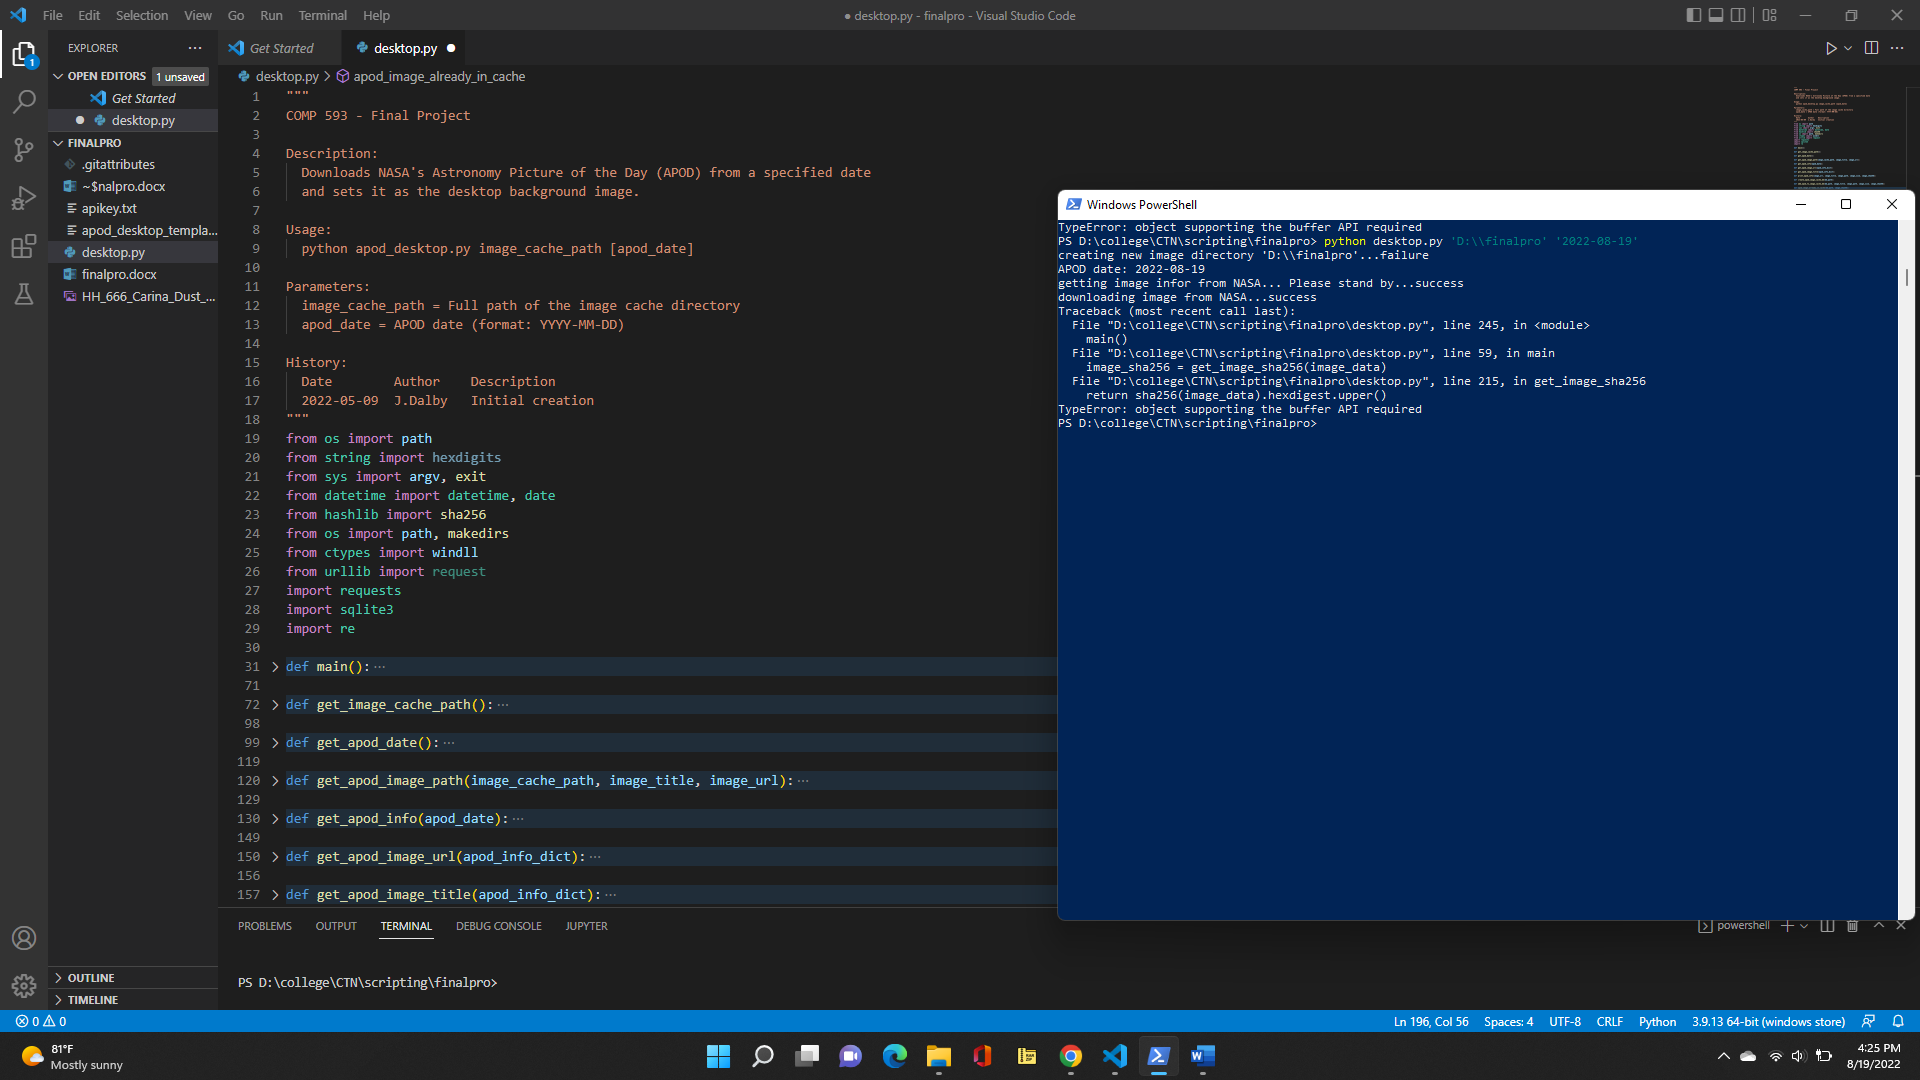 File Edit Selection View Go Run Terminal Help
● desktop.py - finalpro - Visual Studio Code
EXPLORER
OPEN EDITORS 1 unsaved
Get Started
desktop.py
FINALPRO
.gitattributes
~$nalpro.docx
apikey.txt
apod_desktop_templa...
desktop.py
finalpro.docx
HH_666_Carina_Dust_...
OUTLINE
TIMELINE
1
Get Started
desktop.py
desktop.py > apod_image_already_in_cache
1 """
2 COMP 593 - Final Project
3
4 Description:
5 Downloads NASA's Astronomy Picture of the Day (APOD) from a specified date
6 and sets it as the desktop background image.
7
8 Usage:
9 python apod_desktop.py image_cache_path [apod_date]
10
11 Parameters:
12 image_cache_path = Full path of the image cache directory
13 apod_date = APOD date (format: YYYY-MM-DD)
14
15 History:
16 Date Author Description
17 2022-05-09 J.Dalby Initial creation
18 """
19 from os import path
20 from string import hexdigits
21 from sys import argv, exit
22 from datetime import datetime, date
23 from hashlib import sha256
24 from os import path, makedirs
25 from ctypes import windll
26 from urllib import request
27 import requests
28 import sqlite3
29 import re
30
31 def main():···
71
72 def get_image_cache_path():···
98
99 def get_apod_date():···
119
120 def get_apod_image_path(image_cache_path, image_title, image_url):···
129
130 def get_apod_info(apod_date):···
149
150 def get_apod_image_url(apod_info_dict):···
156
157 def get_apod_image_title(apod_info_dict):···
Windows PowerShell
TypeError: object supporting the buffer API required
PS D:\college\CTN\scripting\finalpro> python desktop.py 'D:\\finalpro' '2022-08-19'
creating new image directory 'D:\\finalpro'...failure
APOD date: 2022-08-19
getting image infor from NASA... Please stand by...success
downloading image from NASA...success
Traceback (most recent call last):
File "D:\college\CTN\scripting\finalpro\desktop.py", line 245, in <module>
main()
File "D:\college\CTN\scripting\finalpro\desktop.py", line 59, in main
image_sha256 = get_image_sha256(image_data)
File "D:\college\CTN\scripting\finalpro\desktop.py", line 215, in get_image_sha256
return sha256(image_data).hexdigest.upper()
TypeError: object supporting the buffer API required
PS D:\college\CTN\scripting\finalpro>
PROBLEMS OUTPUT TERMINAL DEBUG CONSOLE JUPYTER
powershell
PS D:\college\CTN\scripting\finalpro>
0 0
Ln 196, Col 56 Spaces: 4 UTF-8 CRLF Python 3.9.13 64-bit (windows store)
81°F
Mostly sunny
4:25 PM
8/19/2022